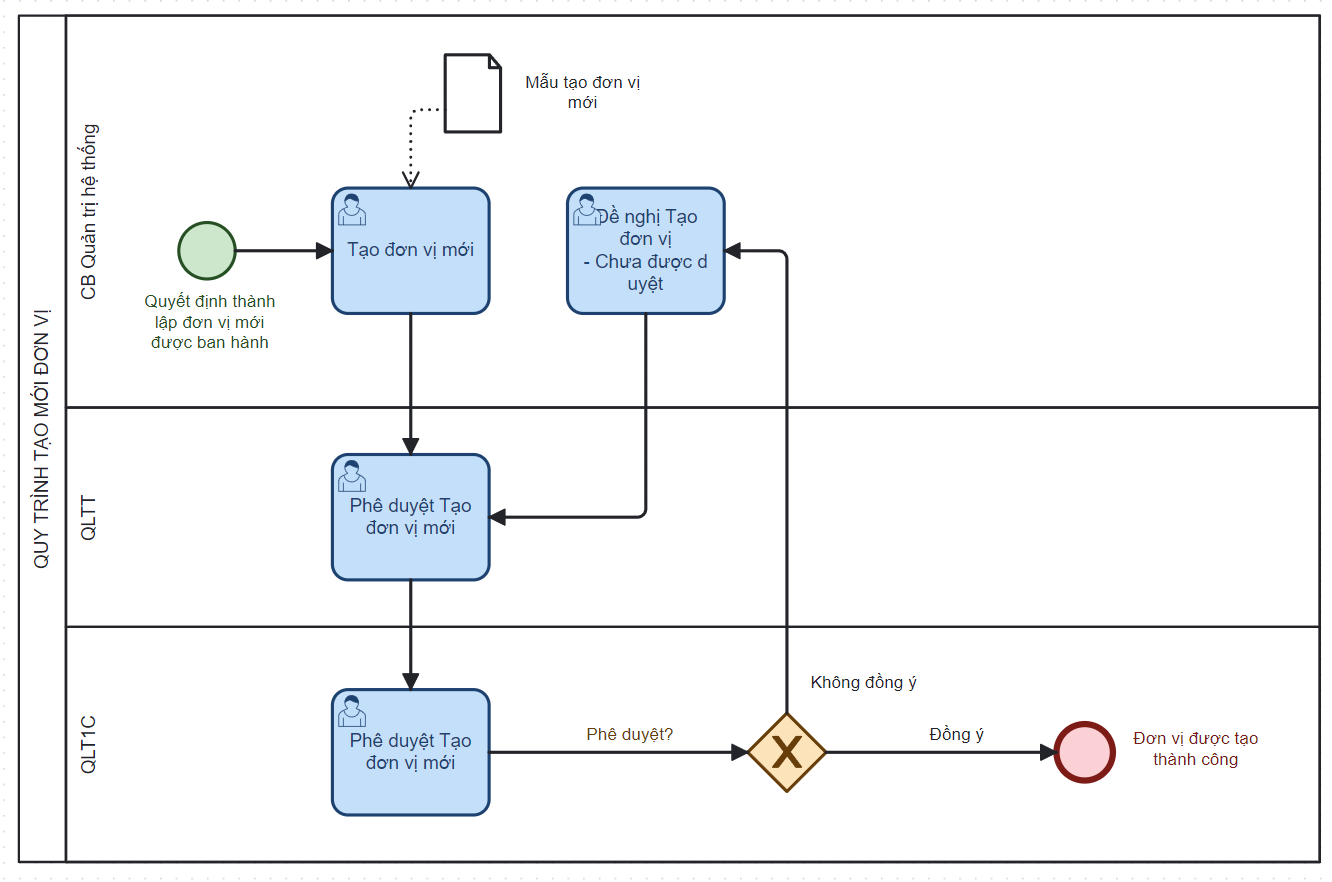 QUY TRÌNH TẠO MỚI ĐƠN VỊ
CB Quản trị hệ thống
Mẫu tạo đơn vị
mới
Quyết định thành
lập đơn vị mới
được ban hành
Tạo đơn vị mới
Đề nghị Tạo
đơn vị
- Chưa được d
uyệt
QLTT
Phê duyệt Tạo
đơn vị mới
QLT1C
Phê duyệt Tạo
đơn vị mới
Phê duyệt?
Không đồng ý
Đồng ý
Đơn vị được tạo
thành công